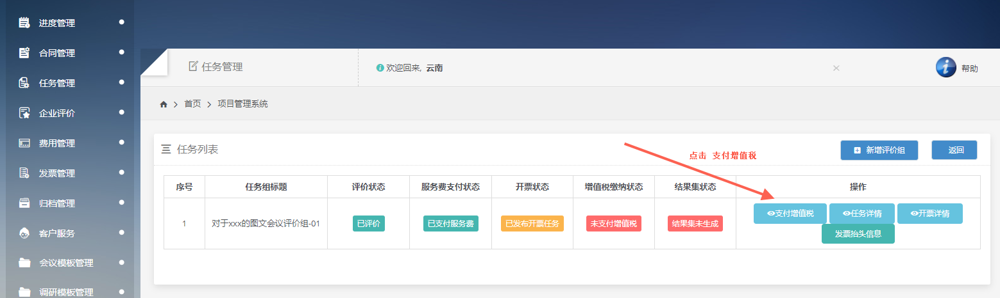 进度管理
合同管理
任务管理
企业评价
费用管理
发票管理
归档管理
客户服务
会议模板管理
调研模板管理
任务管理
欢迎回来, 云南
×
帮助
首页 > 项目管理系统
任务列表
点击 支付增值税
新增评价组
返回
序号 任务组标题 评价状态 服务费支付状态 开票状态 增值税缴纳状态 结果集状态 操作
1 对于xxx的图文会议评价组-01 已评价 已支付服务费 已发布开票任务 未支付增值税 结果集未生成 支付增值税 任务详情 开票详情
发票抬头信息